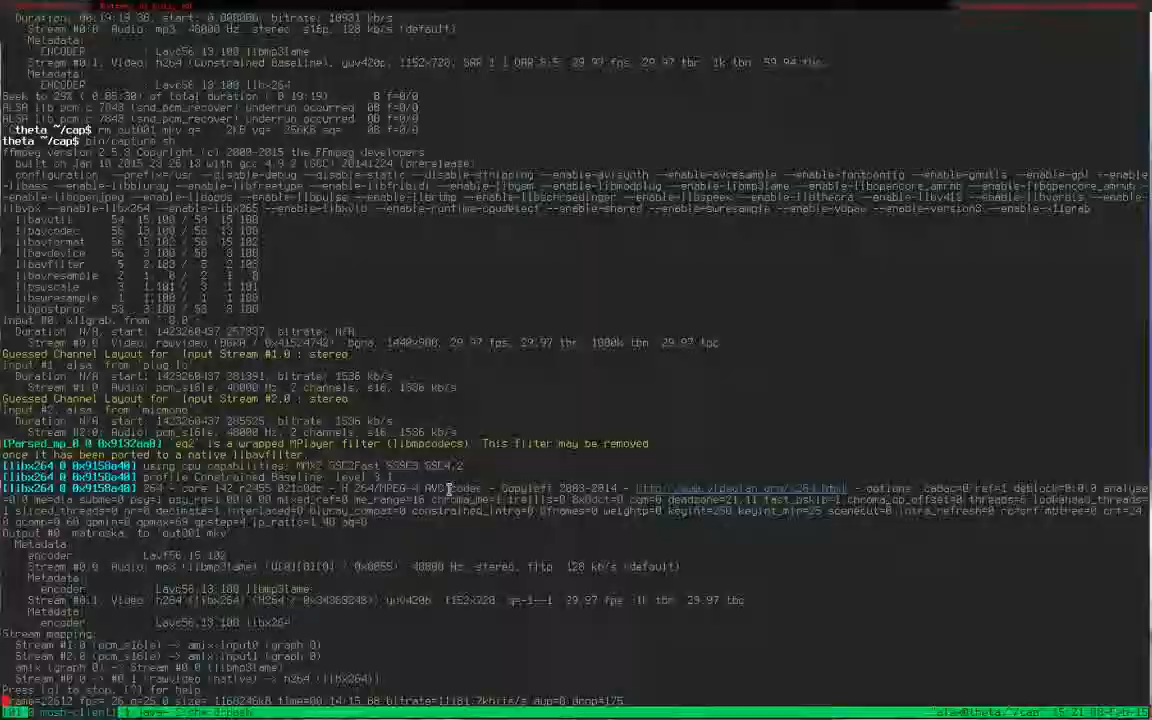 Duration: 00:19:19.38, start: 0.000000, bitrate: 10931 kb/s
Stream #0:0: Audio: mp3, 48000 Hz, stereo, s16p, 128 kb/s (default)
Metadata:
ENCODER : Lavc56.13.100 libmp3lame
Stream #0:1: Video: h264 (Constrained Baseline), yuv420p, 1152x720, SAR 1:1 DAR 8:5, 29.97 fps, 29.97 tbr, 1k tbn, 59.94 tbc
Metadata:
ENCODER : Lavc56.13.100 libx264
Seek to 29% ( 0:05:30) of total duration ( 0:19:19) B f=0/0
ALSA lib pcm.c:7843:(snd_pcm_recover) underrun occurred 0B f=0/0
ALSA lib pcm.c:7843:(snd_pcm_recover) underrun occurred 0B f=0/0
theta ~/cap$ rm out001.mkv q= 2KB vq= 256KB sq= 0B f=0/0
theta ~/cap$ bin/capture.sh
ffmpeg version 2.5.3 Copyright (c) 2000-2015 the FFmpeg developers
built on Jan 10 2015 23:26:13 with gcc 4.9.2 (GCC) 20141224 (prerelease)
configuration: --prefix=/usr --disable-debug --disable-static --disable-stripping --enable-avisynth --enable-avresample --enable-fontconfig --enable-gnutls --enable-gpl --enable
-libass --enable-libbluray --enable-libfreetype --enable-libfribidi --enable-libgsm --enable-libmodplug --enable-libmp3lame --enable-libopencore_amrnb --enable-libopencore_amrwb -
-enable-libopenjpeg --enable-libopus --enable-libpulse --enable-librtmp --enable-libschroedinger --enable-libspeex --enable-libtheora --enable-libv4l2 --enable-libvorbis --enable-
libvpx --enable-libx264 --enable-libx265 --enable-libxvid --enable-runtime-cpudetect --enable-shared --enable-swresample --enable-vdpau --enable-version3 --enable-x11grab
libavutil 54. 15.100 / 54. 15.100
libavcodec 56. 13.100 / 56. 13.100
libavformat 56. 15.102 / 56. 15.102
libavdevice 56. 3.100 / 56. 3.100
libavfilter 5. 2.103 / 5. 2.103
libavresample 2. 1. 0 / 2. 1. 0
libswscale 3. 1.101 / 3. 1.101
libswresample 1. 1.100 / 1. 1.100
libpostproc 53. 3.100 / 53. 3.100
Input #0, x11grab, from ':0.0':
Duration: N/A, start: 1423260437.257337, bitrate: N/A
Stream #0:0: Video: rawvideo (BGRA / 0x41524742), bgra, 1440x900, 29.97 fps, 29.97 tbr, 1000k tbn, 29.97 tbc
Guessed Channel Layout for Input Stream #1.0 : stereo
Input #1, alsa, from 'plug:lo':
Duration: N/A, start: 1423260437.281391, bitrate: 1536 kb/s
Stream #1:0: Audio: pcm_s16le, 48000 Hz, 2 channels, s16, 1536 kb/s
Guessed Channel Layout for Input Stream #2.0 : stereo
Input #2, alsa, from 'micmono':
Duration: N/A, start: 1423260437.285525, bitrate: 1536 kb/s
Stream #2:0: Audio: pcm_s16le, 48000 Hz, 2 channels, s16, 1536 kb/s
[Parsed_mp_0 @ 0x9132aa0] 'eq2' is a wrapped MPlayer filter (libmpcodecs). This filter may be removed
once it has been ported to a native libavfilter.
[libx264 @ 0x9158a40] using cpu capabilities: MMX2 SSE2Fast SSSE3 SSE4.2
[libx264 @ 0x9158a40] profile Constrained Baseline, level 3.1
[libx264 @ 0x9158a40] 264 - core 142 r2455 021c0dc - H.264/MPEG-4 AVC codec - Copyleft 2003-2014 - http://www.videolan.org/x264.html - options: cabac=0 ref=1 deblock=0:0:0 analyse
=0:0 me=dia subme=0 psy=1 psy_rd=1.00:0.00 mixed_ref=0 me_range=16 chroma_me=1 trellis=0 8x8dct=0 cqm=0 deadzone=21,11 fast_pskip=1 chroma_qp_offset=0 threads=6 lookahead_threads=
1 sliced_threads=0 nr=0 decimate=1 interlaced=0 bluray_compat=0 constrained_intra=0 bframes=0 weightp=0 keyint=250 keyint_min=25 scenecut=0 intra_refresh=0 rc=crf mbtree=0 crf=24.
0 qcomp=0.60 qpmin=0 qpmax=69 qpstep=4 ip_ratio=1.40 aq=0
Output #0, matroska, to 'out001.mkv':
Metadata:
encoder : Lavf56.15.102
Stream #0:0: Audio: mp3 (libmp3lame) (U[0][0][0] / 0x0055), 48000 Hz, stereo, fltp, 128 kb/s (default)
Metadata:
encoder : Lavc56.13.100 libmp3lame
Stream #0:1: Video: h264 (libx264) (H264 / 0x34363248), yuv420p, 1152x720, q=-1--1, 29.97 fps, 1k tbn, 29.97 tbc
Metadata:
encoder : Lavc56.13.100 libx264
Stream mapping:
Stream #1:0 (pcm_s16le) -> amix:input0 (graph 0)
Stream #2:0 (pcm_s16le) -> amix:input1 (graph 0)
amix (graph 0) -> Stream #0:0 (libmp3lame)
Stream #0:0 -> #0:1 (rawvideo (native) -> h264 (libx264))
Press [q] to stop, [?] for help
frame=22612 fps= 26 q=25.0 size= 1168246kB time=00:14:15.68 bitrate=11181.7kbits/s dup=0 drop=175